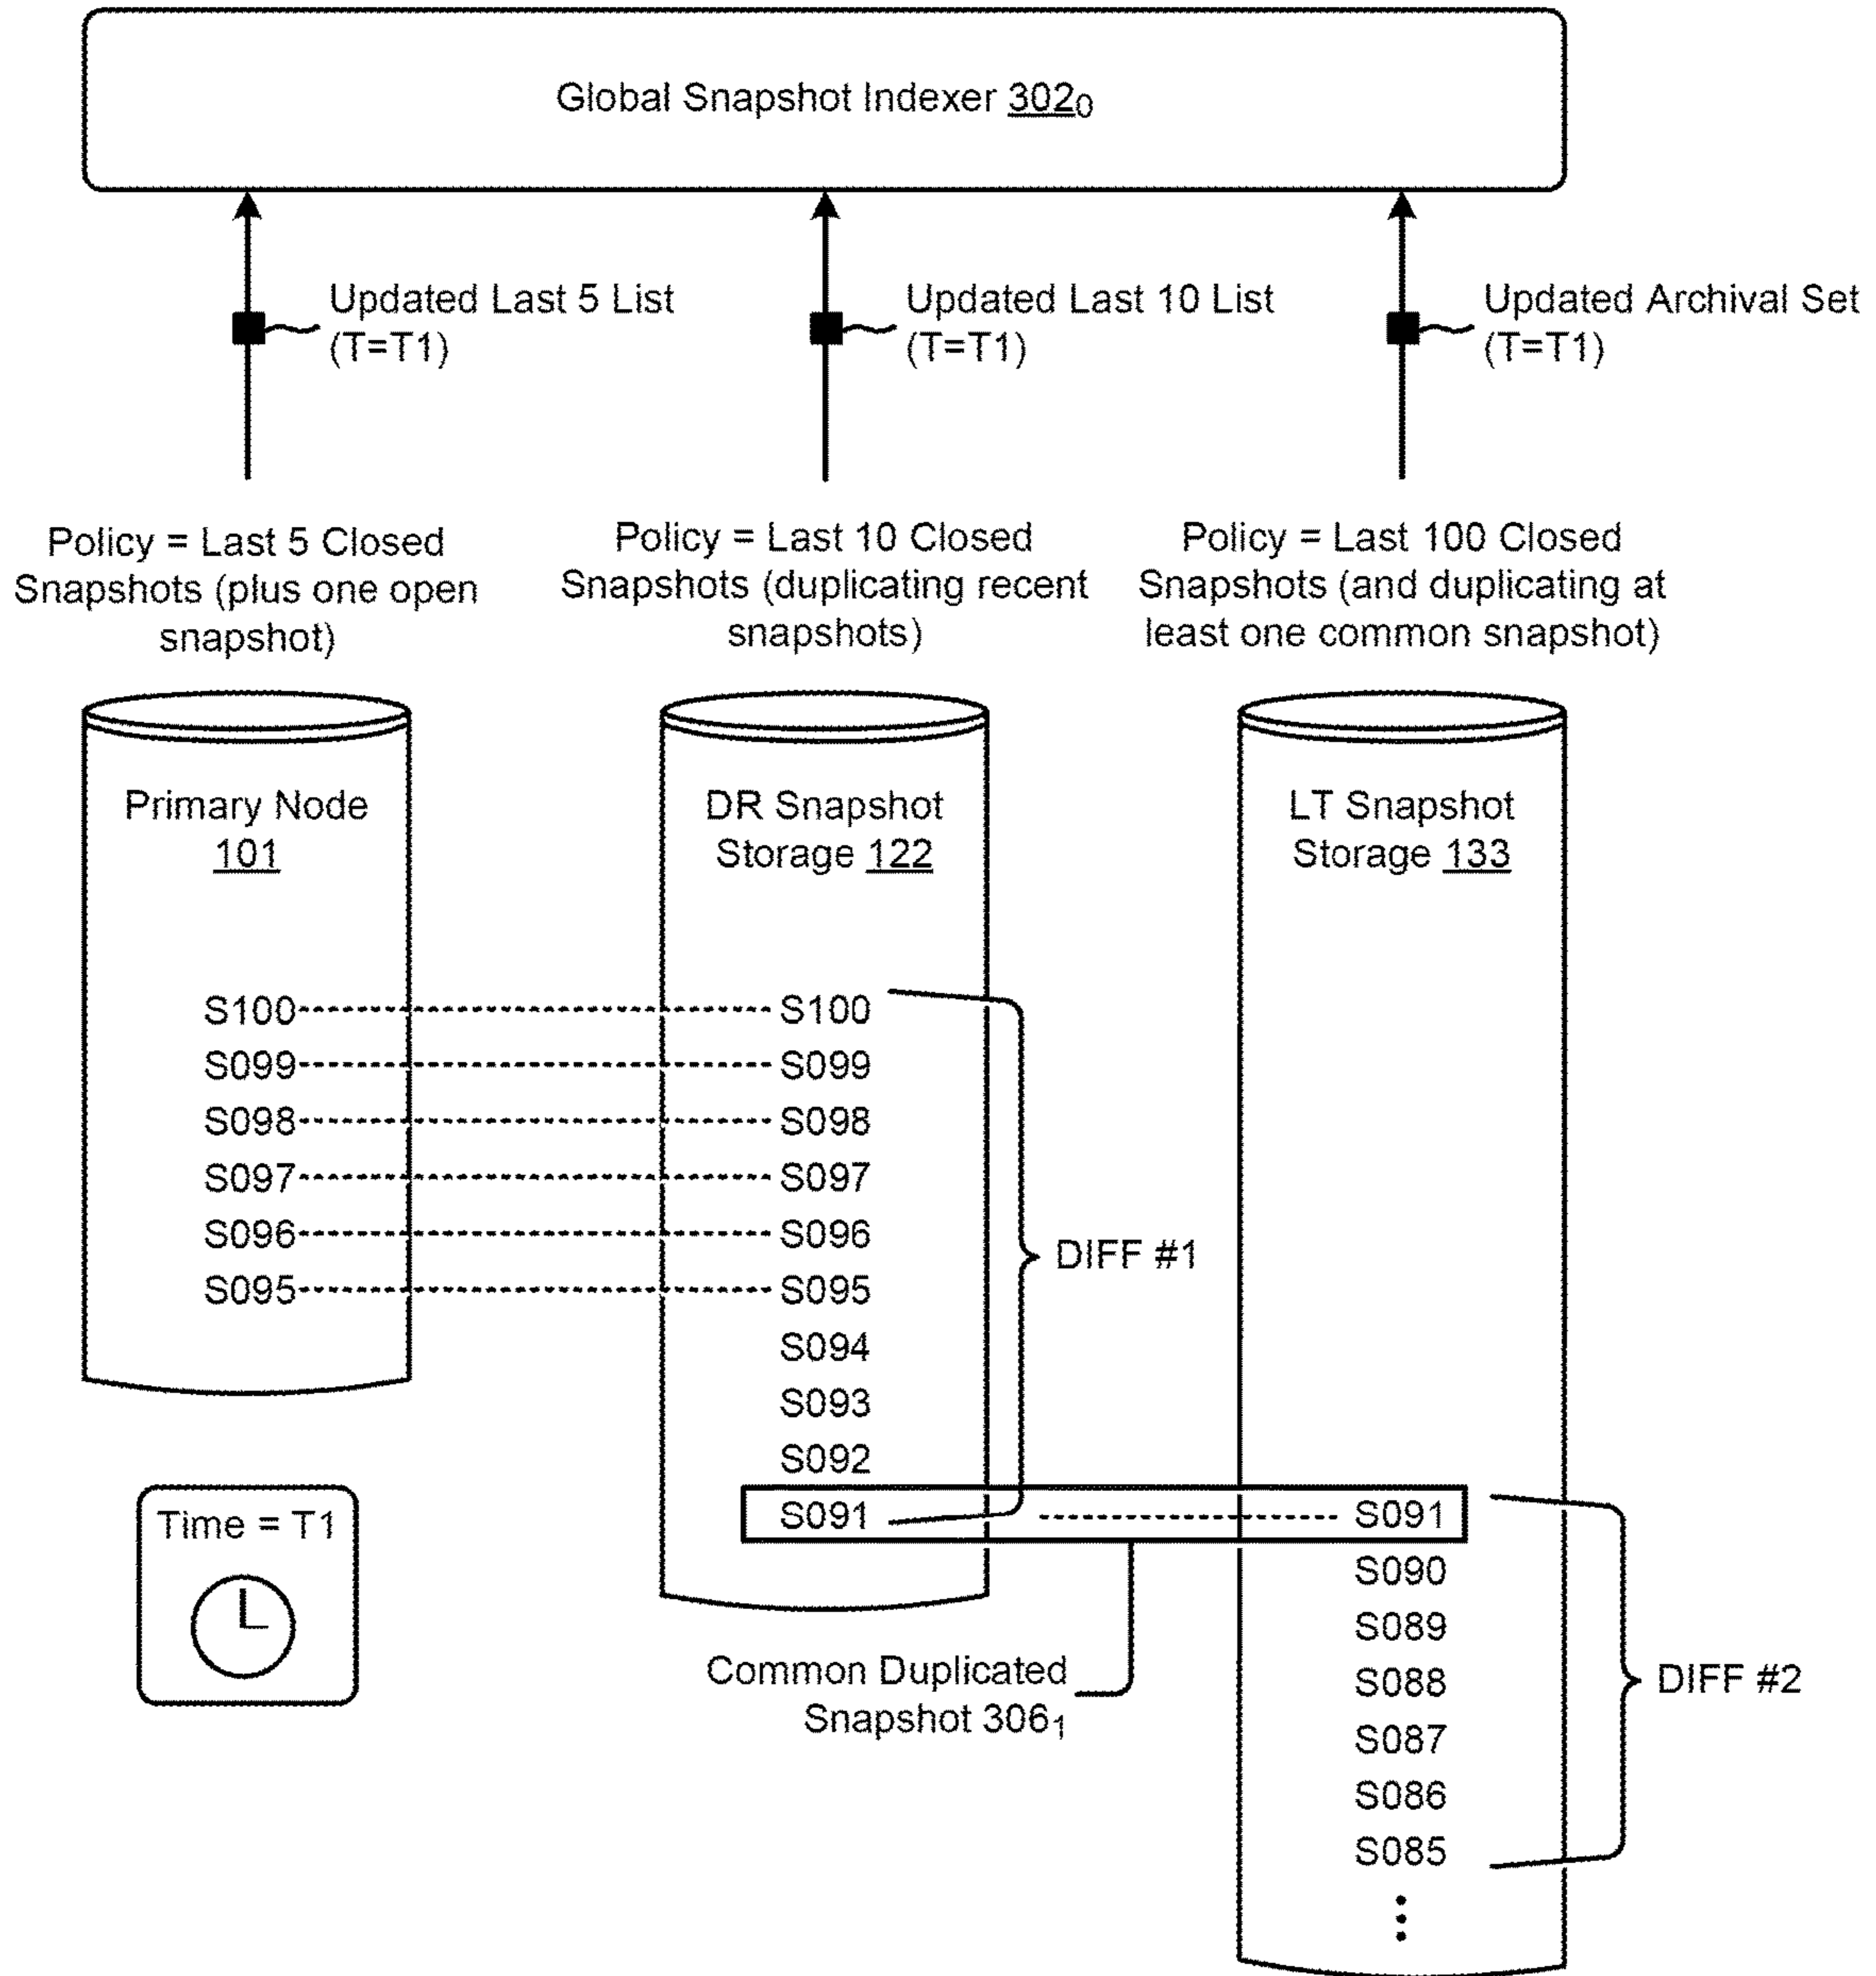 Global Snapshot Indexer 302₀
Updated Last 5 List
(T=T1)
Updated Last 10 List
(T=T1)
Updated Archival Set
(T=T1)
Policy = Last 5 Closed
Snapshots (plus one open
snapshot)
Policy = Last 10 Closed
Snapshots (duplicating recent
snapshots)
Policy = Last 100 Closed
Snapshots (and duplicating at
least one common snapshot)
Primary Node
101
S100
S099
S098
S097
S096
S095
DR Snapshot
Storage 122
S100
S099
S098
S097
S096
S095
S094
S093
S092
S091
DIFF #1
LT Snapshot
Storage 133
S091
S090
S089
S088
S087
S086
S085
DIFF #2
Time = T1
Common Duplicated
Snapshot 306₁